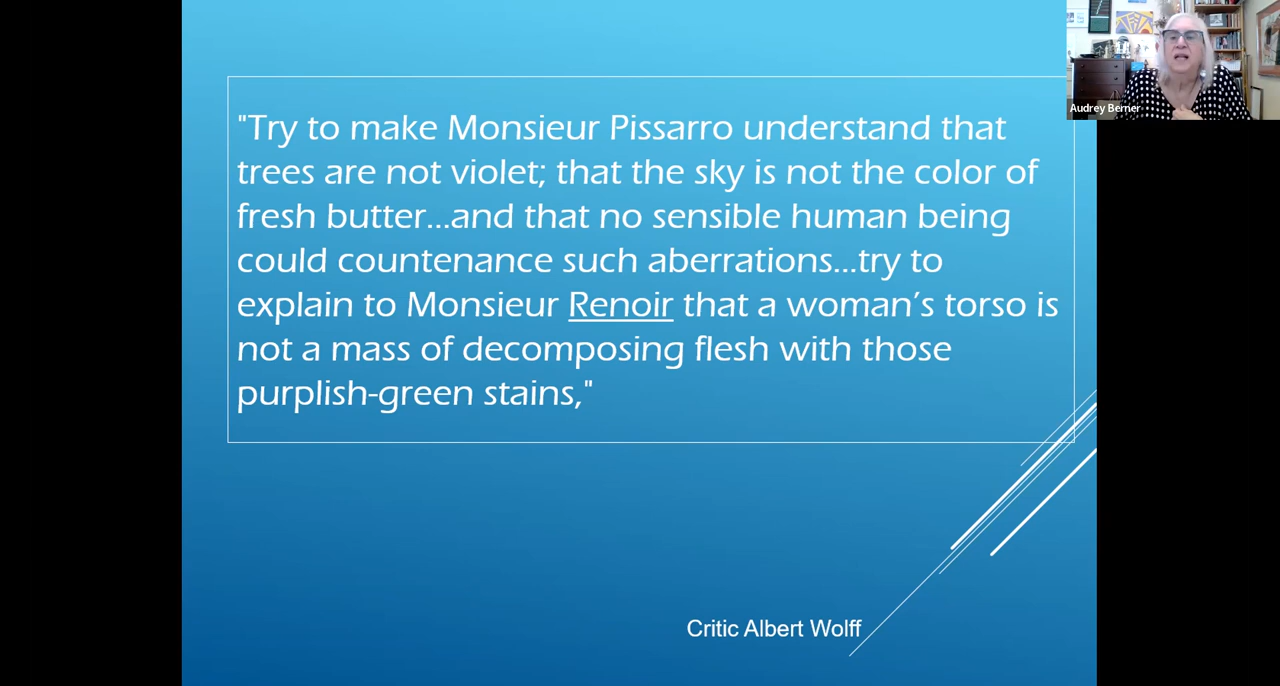 "Try to make Monsieur Pissarro understand that
trees are not violet; that the sky is not the color of
fresh butter...and that no sensible human being
could countenance such aberrations...try to
explain to Monsieur Renoir that a woman's torso is
not a mass of decomposing flesh with those
purplish-green stains,"
Critic Albert Wolff
Audrey Berner